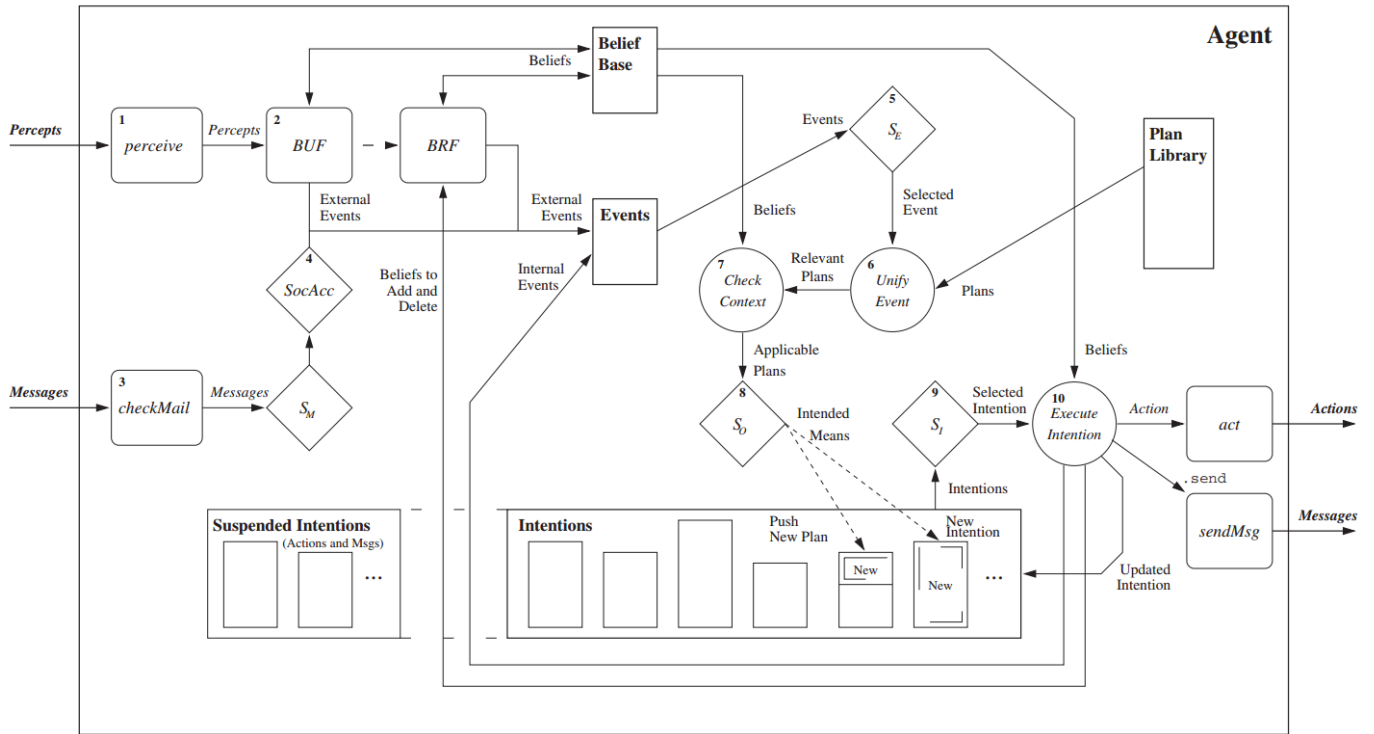 Agent
Belief
Base
Beliefs
Percepts
1
perceive
Percepts
2
BUF
BRF
Events
5
S_E
Plan
Library
External
Events
External
Events
Events
Beliefs
Selected
Event
4
SocAcc
Beliefs to
Add and
Delete
Internal
Events
7
Check
Context
Relevant
Plans
6
Unify
Event
Plans
Messages
3
checkMail
Messages
S_M
Applicable
Plans
8
S_O
Intended
Means
9
S_I
Selected
Intention
Beliefs
10
Execute
Intention
Action
act
Actions
.send
sendMsg
Messages
Intentions
Suspended Intentions
(Actions and Msgs)
...
Intentions
Push
New Plan
New
New
Intention
New
...
Updated
Intention